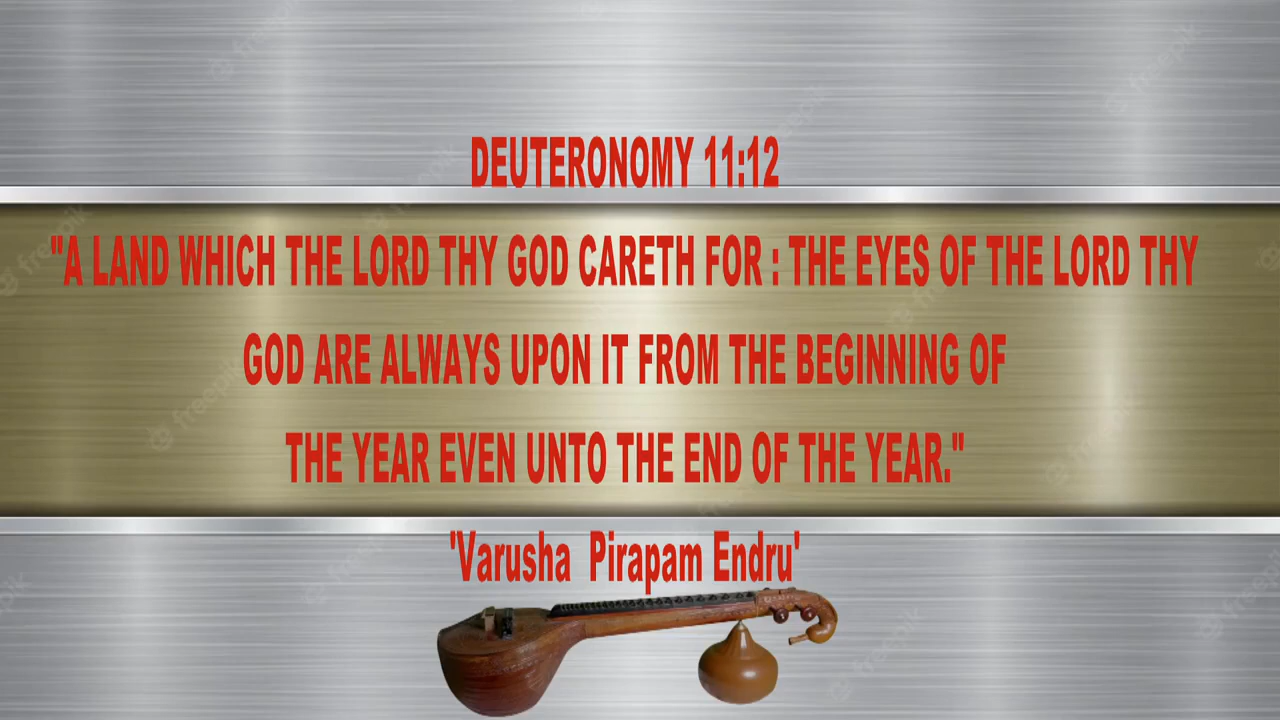 DEUTERONOMY 11:12
"A LAND WHICH THE LORD THY GOD CARETH FOR : THE EYES OF THE LORD THY
GOD ARE ALWAYS UPON IT FROM THE BEGINNING OF
THE YEAR EVEN UNTO THE END OF THE YEAR."
'Varusha  Pirapam Endru'